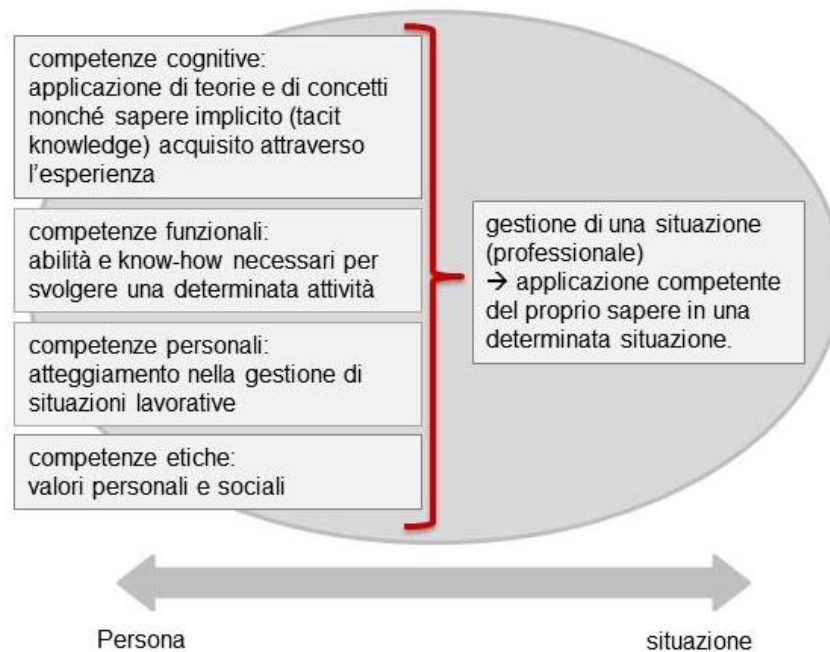 competenze cognitive:
applicazione di teorie e di concetti
nonché sapere implicito (tacit
knowledge) acquisito attraverso
l'esperienza
competenze funzionali:
abilità e know-how necessari per
svolgere una determinata attività
competenze personali:
atteggiamento nella gestione di
situazioni lavorative
competenze etiche:
valori personali e sociali
gestione di una situazione
(professionale)
→ applicazione competente
del proprio sapere in una
determinata situazione.
Persona
situazione